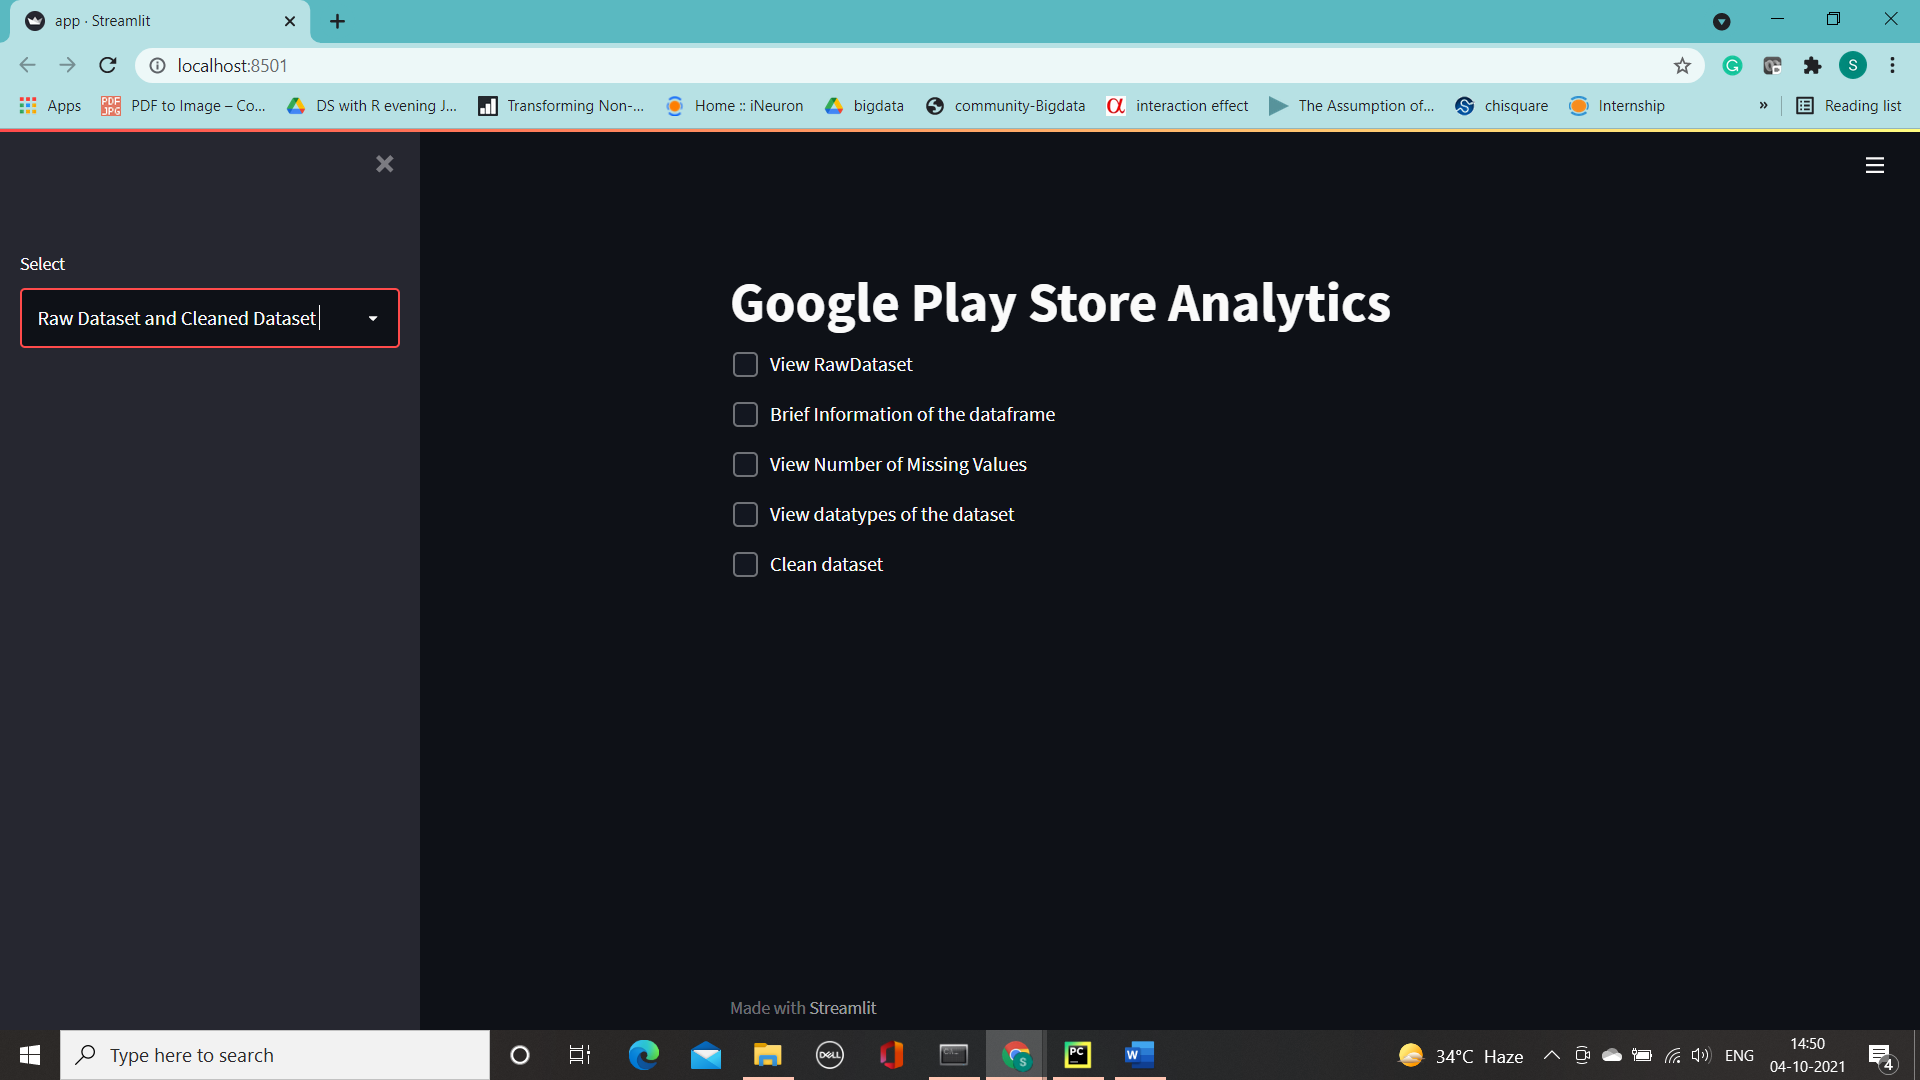 app · Streamlit
localhost:8501
S
Apps
PDF to Image – Co...
DS with R evening J...
Transforming Non-...
Home :: iNeuron
bigdata
community-Bigdata
interaction effect
The Assumption of...
chisquare
Internship
»
Reading list
Select
Raw Dataset and Cleaned Dataset
Google Play Store Analytics
View RawDataset
Brief Information of the dataframe
View Number of Missing Values
View datatypes of the dataset
Clean dataset
Made with Streamlit
Type here to search
DELL
PC
W
34°C Haze
ENG
14:50
04-10-2021
4